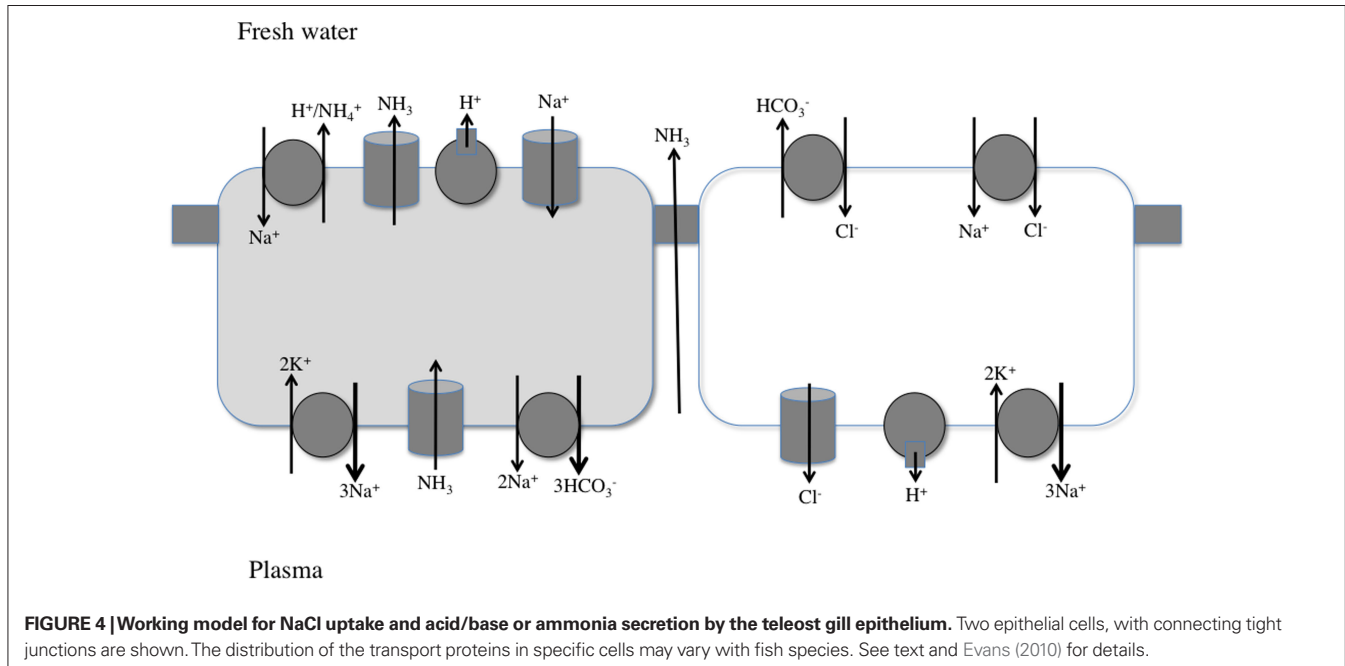 Fresh water
H+/NH4+ NH3 H+ Na+ NH3 HCO3-
Na+ Cl- Na+ Cl-
2K+ 2K+
3Na+ NH3 2Na+ 3HCO3- Cl- H+ 3Na+
Plasma
FIGURE 4 | Working model for NaCl uptake and acid/base or ammonia secretion by the teleost gill epithelium. Two epithelial cells, with connecting tight
junctions are shown. The distribution of the transport proteins in specific cells may vary with fish species. See text and Evans (2010) for details.